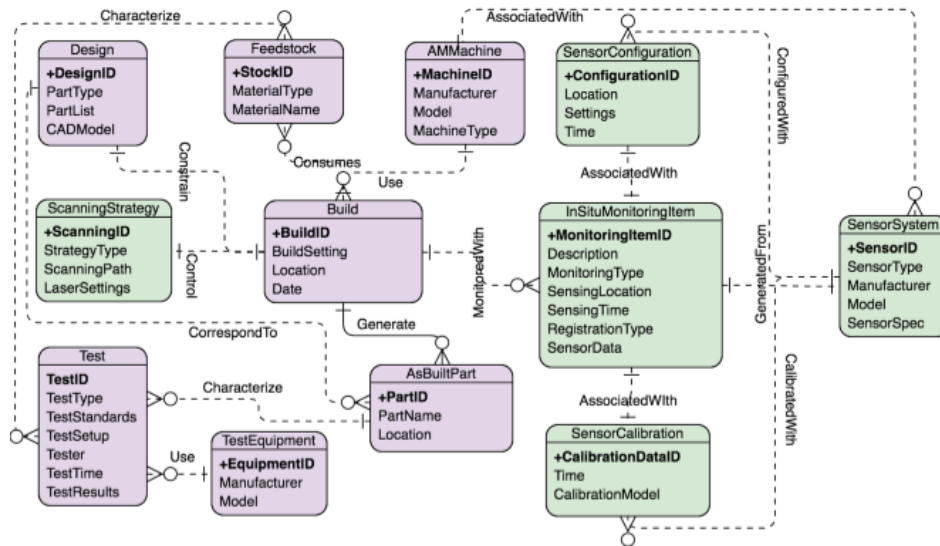 Characterize
AssociatedWith
Design
+DesignID
PartType
PartList
CADModel
Feedstock
+StockID
MaterialType
MaterialName
AMMachine
+MachineID
Manufacturer
Model
MachineType
SensorConfiguration
+ConfigurationID
Location
Settings
Time
ConfiguredWith
Constrain
Consumes
Use
AssociatedWith
ScanningStrategy
+ScanningID
StrategyType
ScanningPath
LaserSettings
Control
Build
+BuildID
BuildSetting
Location
Date
MonitoredWith
InSituMonitoringItem
+MonitoringItemID
Description
MonitoringType
SensingLocation
SensingTime
RegistrationType
SensorData
GeneratedFrom
SensorSystem
+SensorID
SensorType
Manufacturer
Model
SensorSpec
CorrespondTo
Generate
Test
TestID
TestType
TestStandards
TestSetup
Tester
TestTime
TestResults
Characterize
Use
AsBuiltPart
+PartID
PartName
Location
TestEquipment
+EquipmentID
Manufacturer
Model
AssociatedWIth
CalibratedWith
SensorCalibration
+CalibrationDataID
Time
CalibrationModel